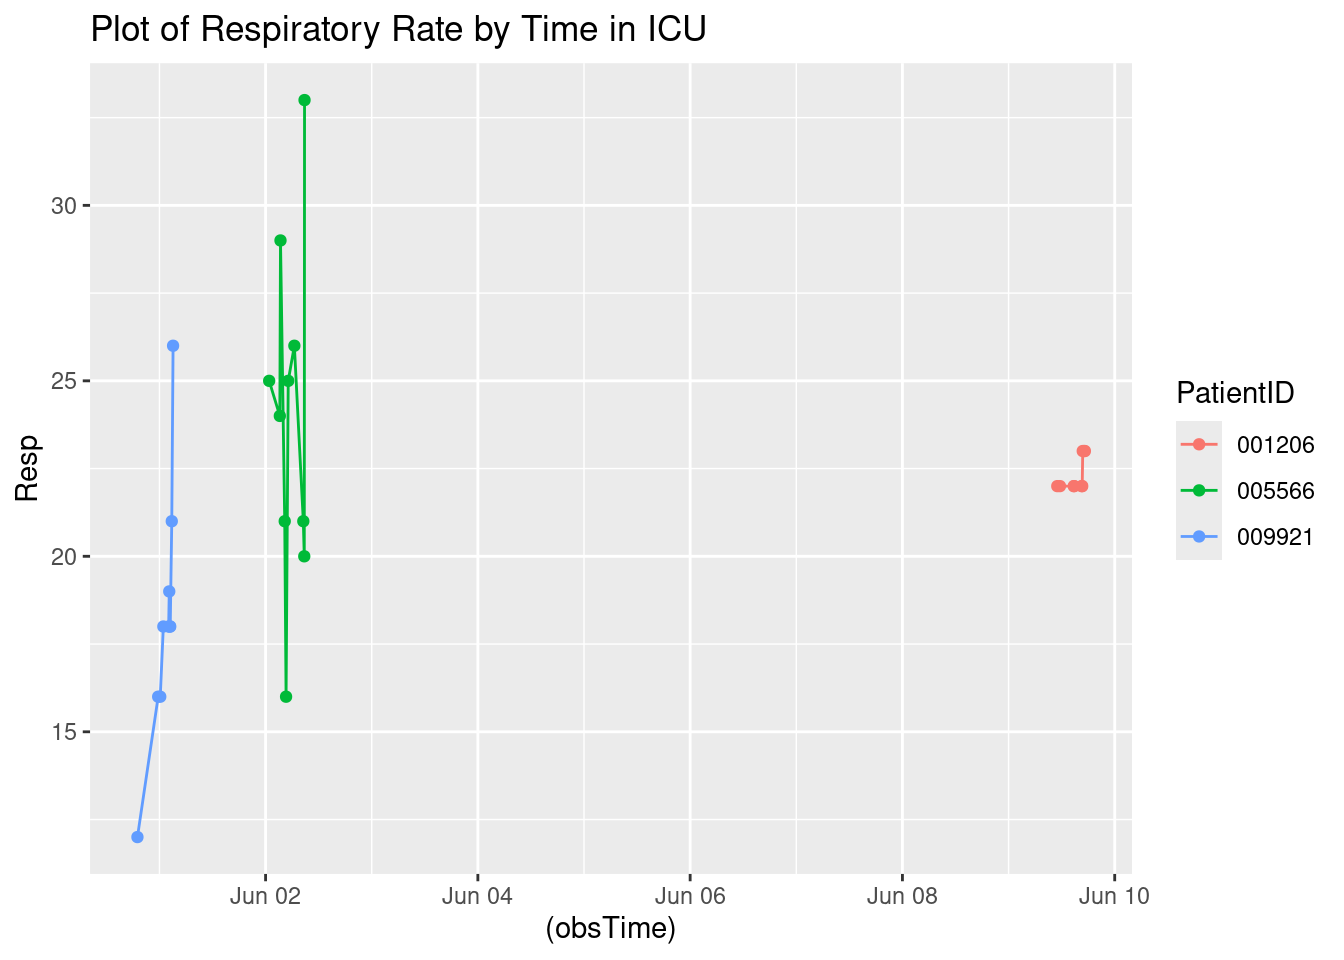 Plot of Respiratory Rate by Time in ICU
30
25
20
15
Resp
Jun 02
Jun 04
Jun 06
Jun 08
Jun 10
(obsTime)
PatientID
001206
005566
009921